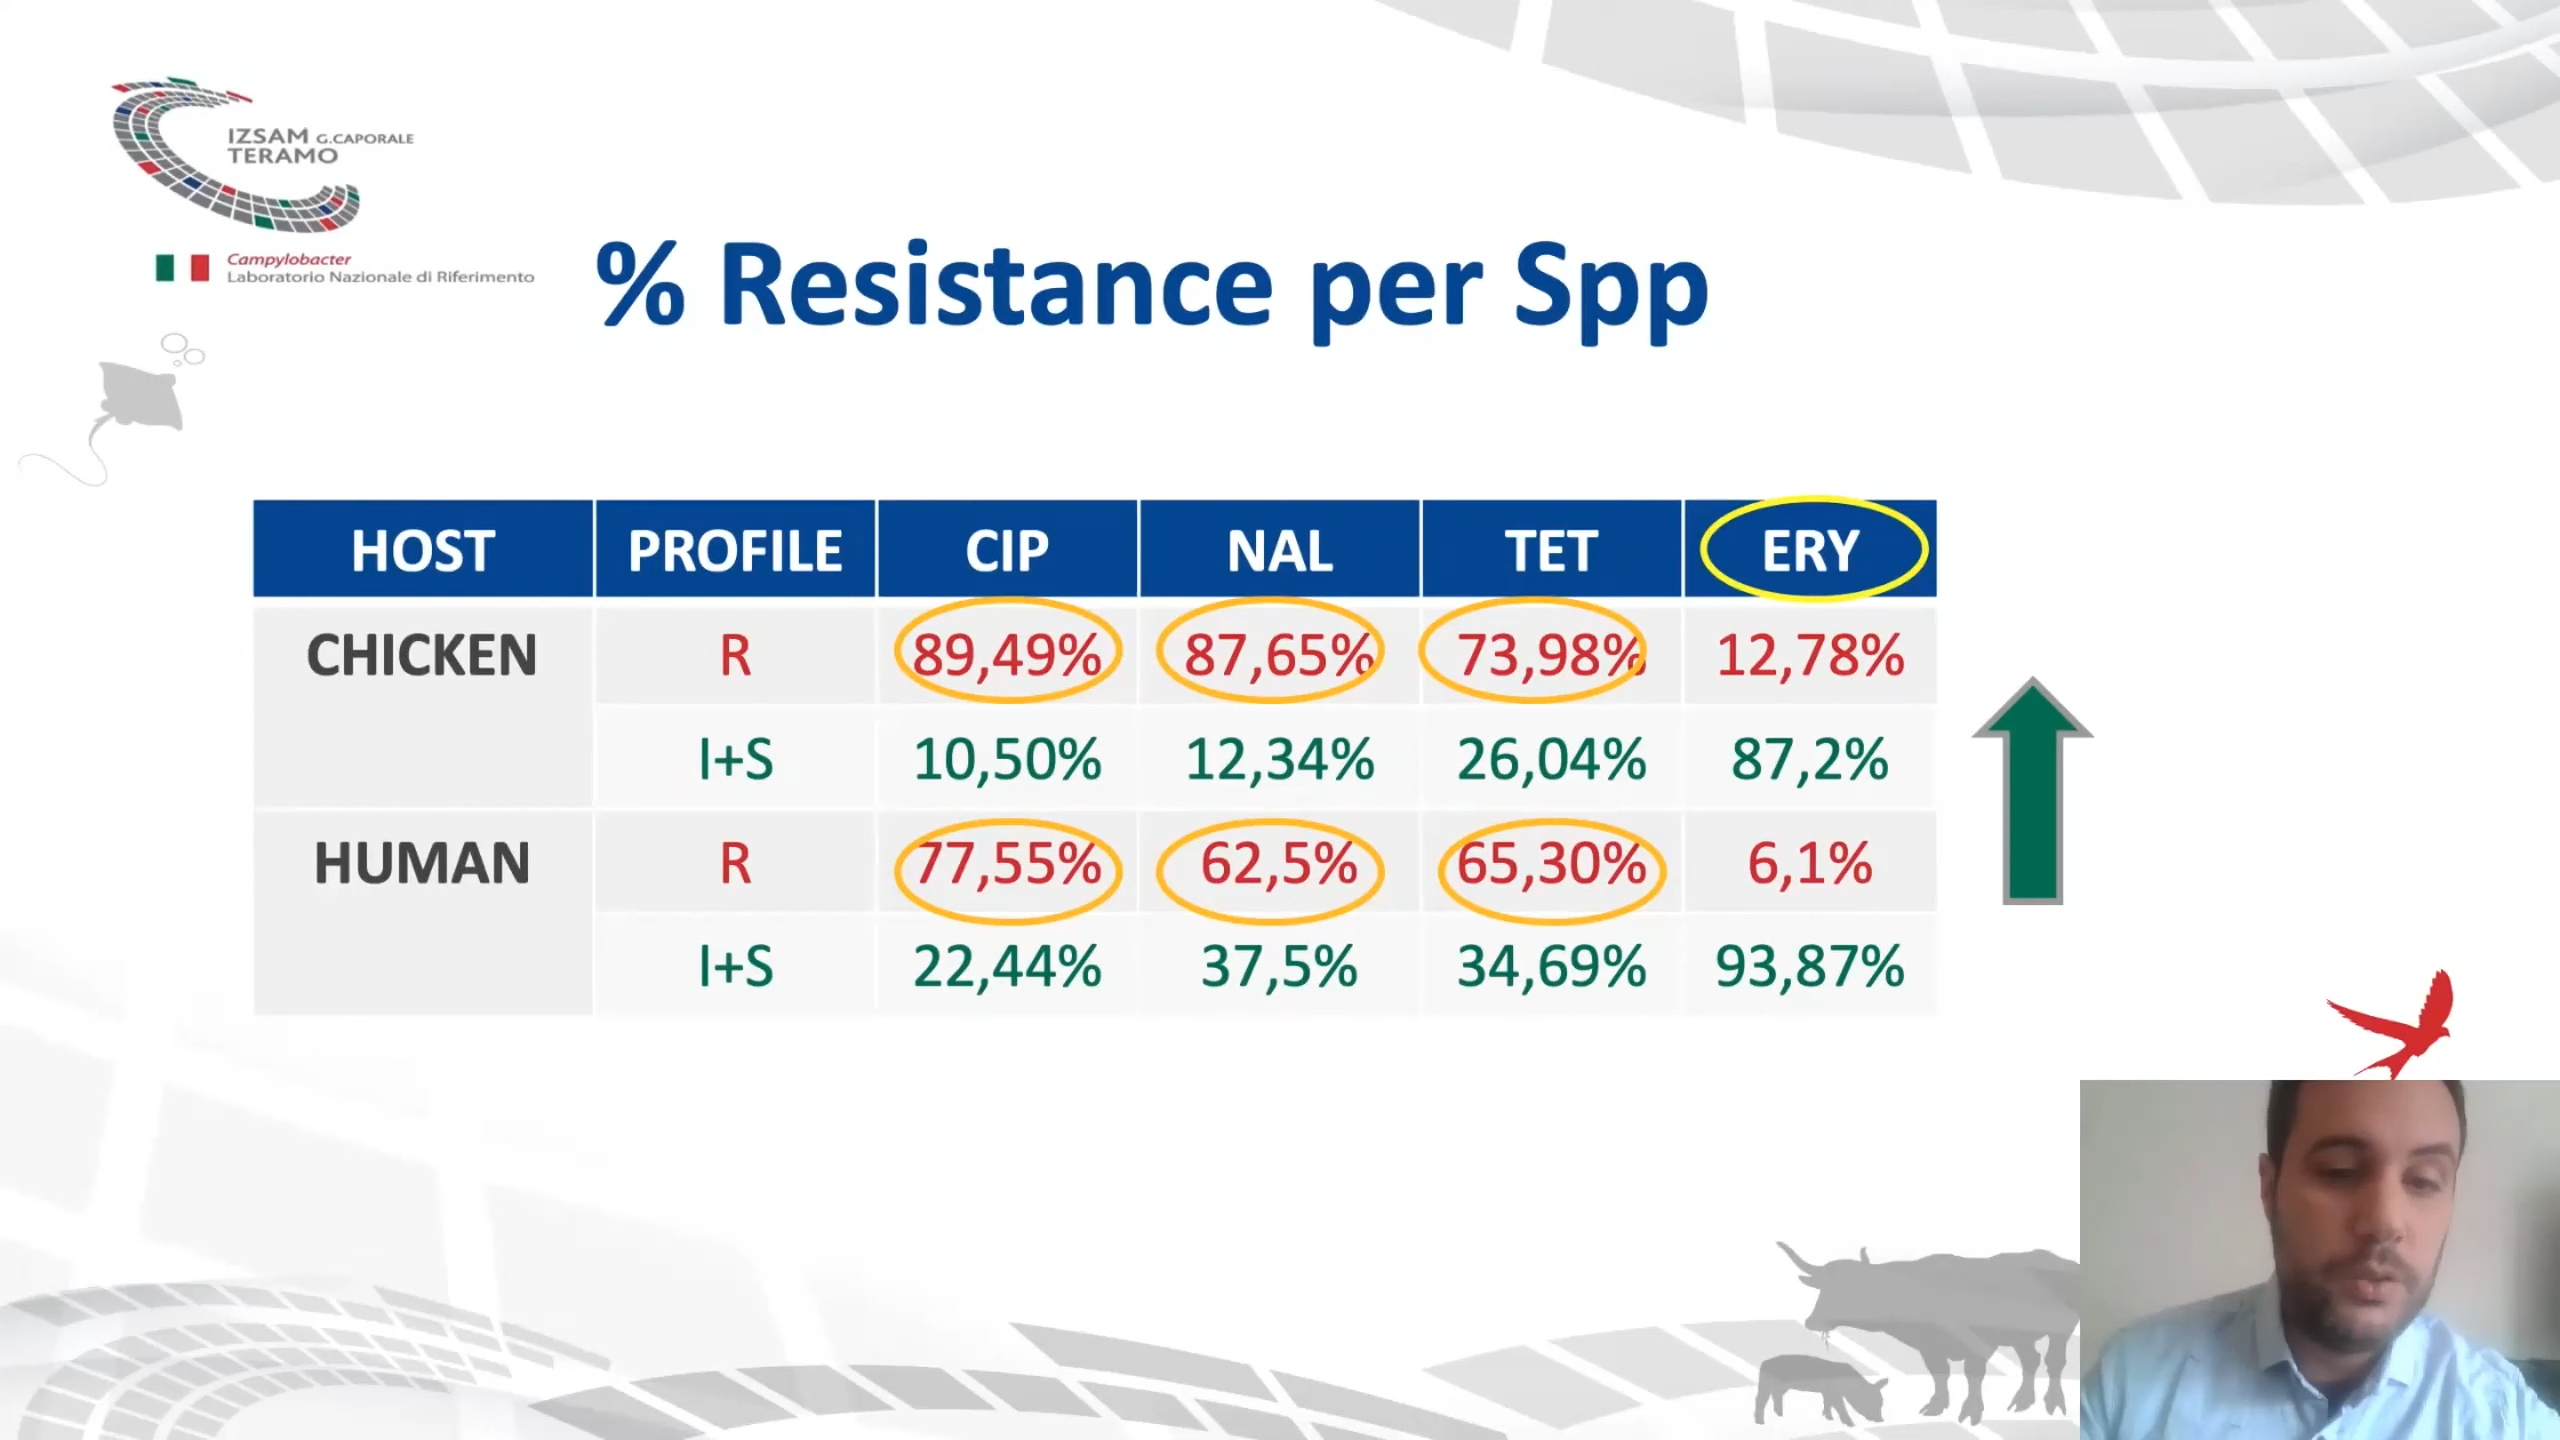 IZSAM G.CAPORALE
TERAMO
Campylobacter
Laboratorio Nazionale di Riferimento
% Resistance per Spp
HOST PROFILE CIP NAL TET ERY
CHICKEN R 89,49% 87,65% 73,98% 12,78%
I+S 10,50% 12,34% 26,04% 87,2%
HUMAN R 77,55% 62,5% 65,30% 6,1%
I+S 22,44% 37,5% 34,69% 93,87%